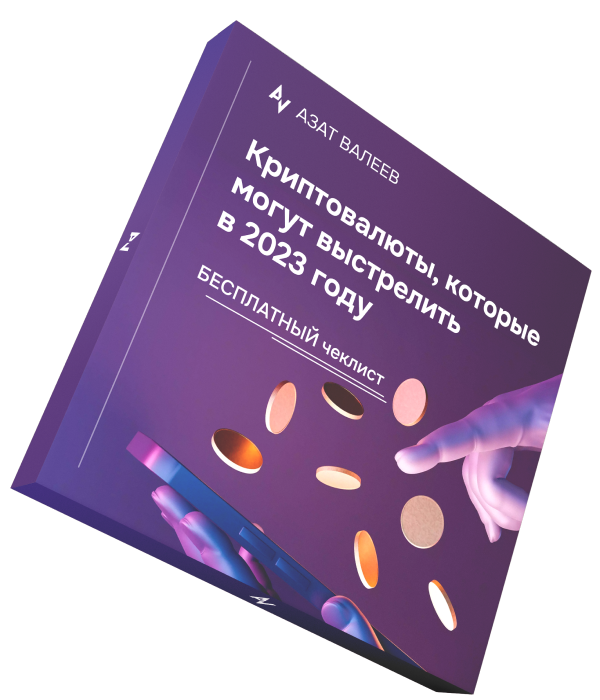 АЗАТ ВАЛЕЕВ
Криптовалюты, которые
могут выстрелить
в 2023 году
БЕСПЛАТНЫЙ чеклист